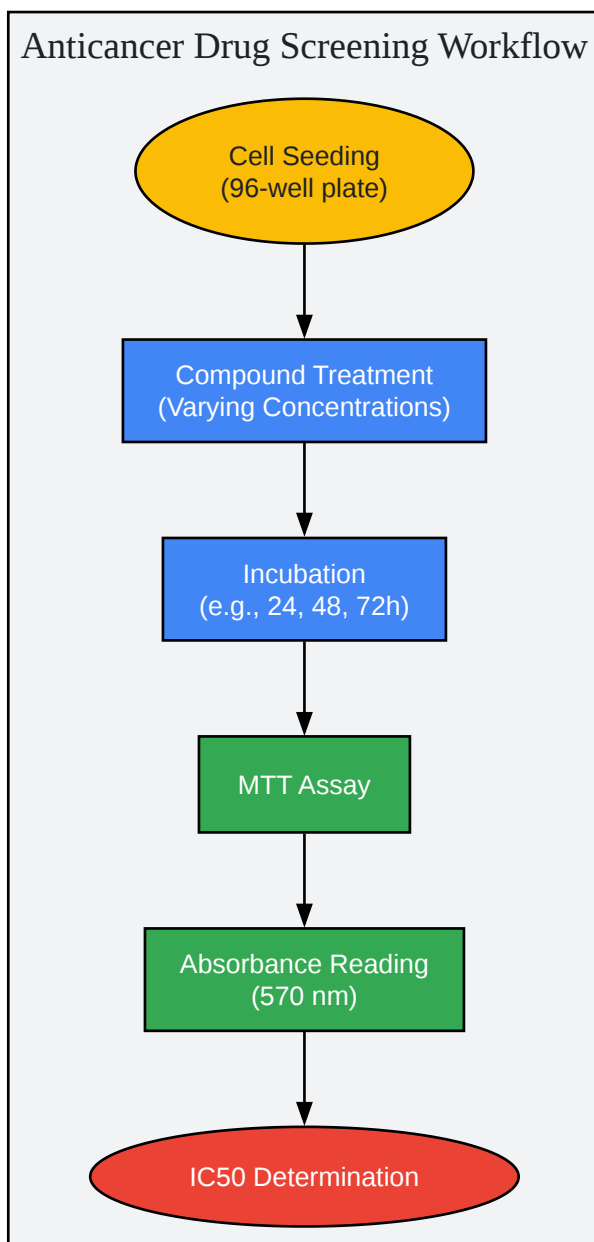 Anticancer Drug Screening Workflow
Cell Seeding
(96-well plate)
Compound Treatment
(Varying Concentrations)
Incubation
(e.g., 24, 48, 72h)
MTT Assay
Absorbance Reading
(570 nm)
IC50 Determination